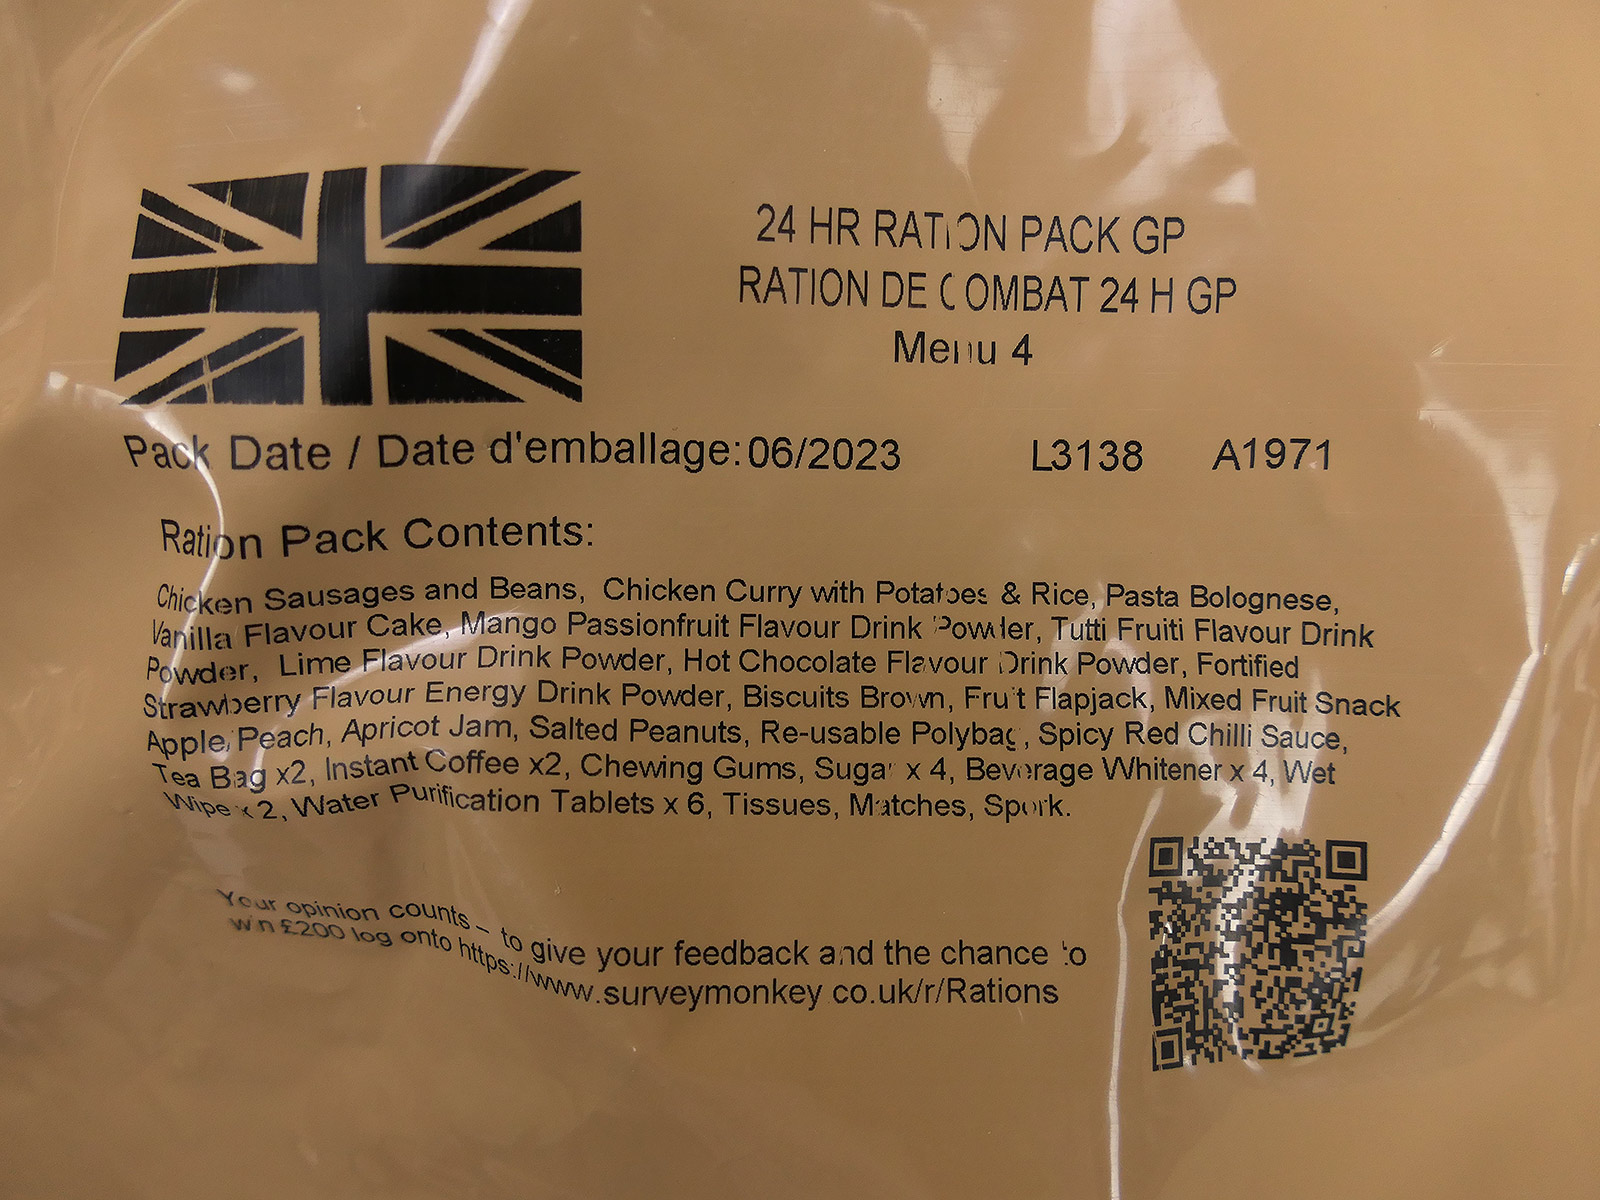 24 HR RATION PACK GP
RATION DE COMBAT 24 H GP
Menu 4
Pack Date / Date d'emballage: 06/2023 L3138 A1971
Ration Pack Contents:
Chicken Sausages and Beans, Chicken Curry with Potatoes & Rice, Pasta Bolognese,
Vanilla Flavour Cake, Mango Passionfruit Flavour Drink Powder, Tutti Fruiti Flavour Drink
Powder, Lime Flavour Drink Powder, Hot Chocolate Flavour Drink Powder, Fortified
Strawberry Flavour Energy Drink Powder, Biscuits Brown, Fruit Flapjack, Mixed Fruit Snack
Apple/Peach, Apricot Jam, Salted Peanuts, Re-usable Polybag, Spicy Red Chilli Sauce,
Tea Bag x2, Instant Coffee x2, Chewing Gums, Sugar x 4, Beverage Whitener x 4, Wet
Wipe x 2, Water Purification Tablets x 6, Tissues, Matches, Spork.
Your opinion counts – to give your feedback and the chance to
win £200 log onto https://www.surveymonkey.co.uk/r/Rations